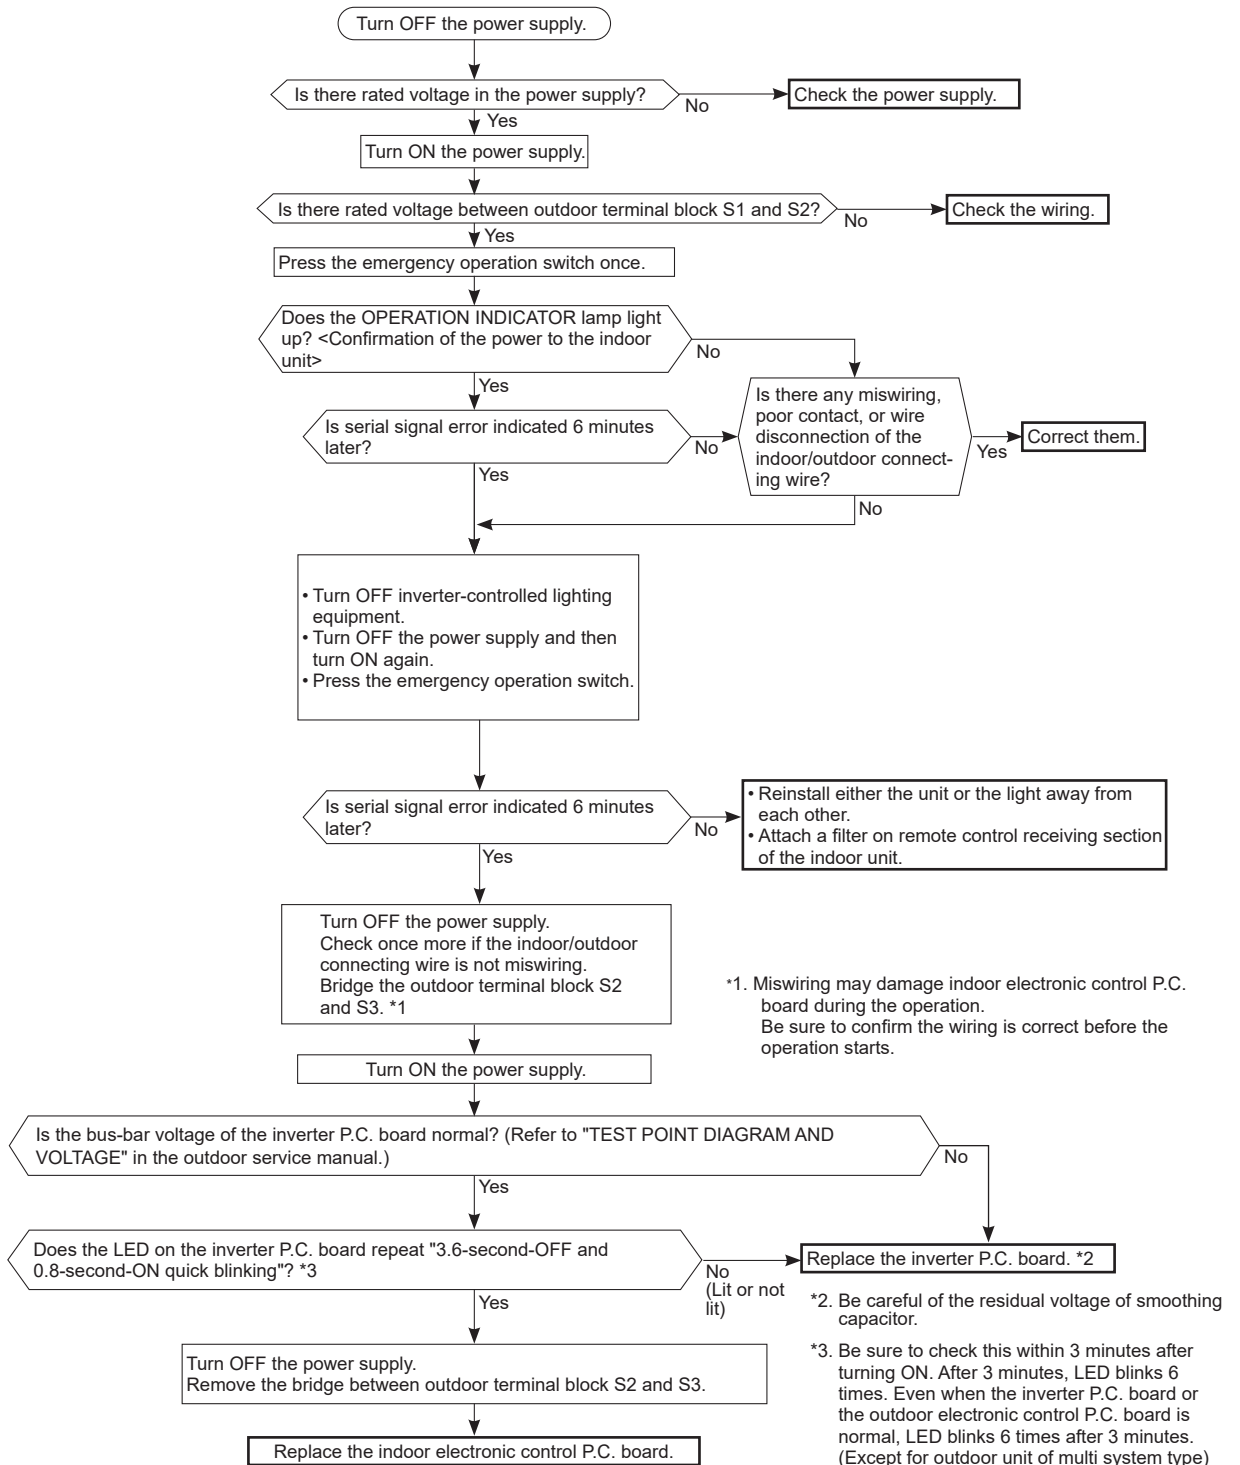 Turn OFF the power supply.
Is there rated voltage in the power supply?
No
Check the power supply.
Yes
Turn ON the power supply.
Is there rated voltage between outdoor terminal block S1 and S2?
No
Check the wiring.
Yes
Press the emergency operation switch once.
Does the OPERATION INDICATOR lamp light
up? <Confirmation of the power to the indoor
unit>
No
Yes
Is there any miswiring,
poor contact, or wire
disconnection of the
indoor/outdoor connect-
ing wire?
Yes
Correct them.
Is serial signal error indicated 6 minutes
later?
No
Yes
No
• Turn OFF inverter-controlled lighting
equipment.
• Turn OFF the power supply and then
turn ON again.
• Press the emergency operation switch.
Is serial signal error indicated 6 minutes
later?
No
• Reinstall either the unit or the light away from
each other.
• Attach a filter on remote control receiving section
of the indoor unit.
Yes
Turn OFF the power supply.
Check once more if the indoor/outdoor
connecting wire is not miswiring.
Bridge the outdoor terminal block S2
and S3. *1
*1. Miswiring may damage indoor electronic control P.C.
board during the operation.
Be sure to confirm the wiring is correct before the
operation starts.
Turn ON the power supply.
Is the bus-bar voltage of the inverter P.C. board normal? (Refer to "TEST POINT DIAGRAM AND
VOLTAGE" in the outdoor service manual.)
No
Yes
Does the LED on the inverter P.C. board repeat "3.6-second-OFF and
0.8-second-ON quick blinking"? *3
No
(Lit or not
lit)
Replace the inverter P.C. board. *2
Yes
*2. Be careful of the residual voltage of smoothing
capacitor.
*3. Be sure to check this within 3 minutes after
turning ON. After 3 minutes, LED blinks 6
times. Even when the inverter P.C. board or
the outdoor electronic control P.C. board is
normal, LED blinks 6 times after 3 minutes.
(Except for outdoor unit of multi system type)
Turn OFF the power supply.
Remove the bridge between outdoor terminal block S2 and S3.
Replace the indoor electronic control P.C. board.